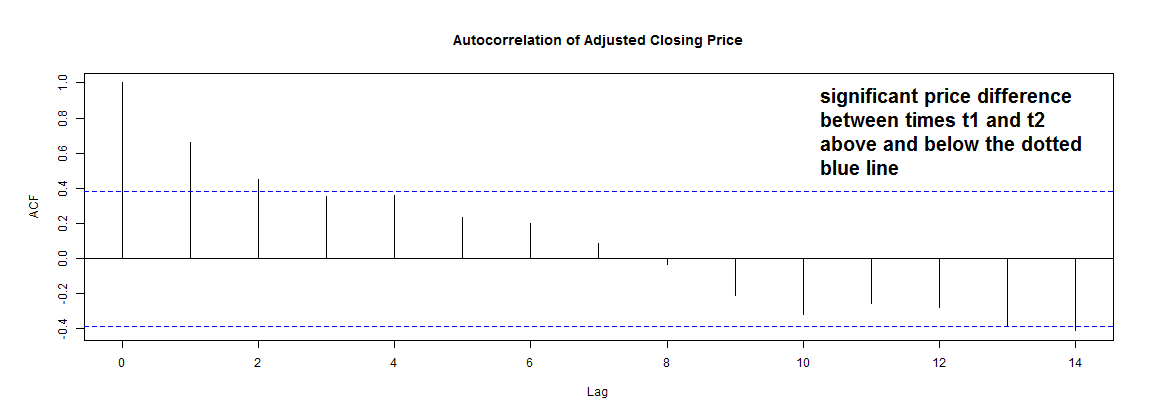 Autocorrelation of Adjusted Closing Price
significant price difference
between times t1 and t2
above and below the dotted
blue line
ACF
1.0
0.8
0.6
0.4
0.2
0.0
-0.2
-0.4
0 2 4 6 8 10 12 14
Lag